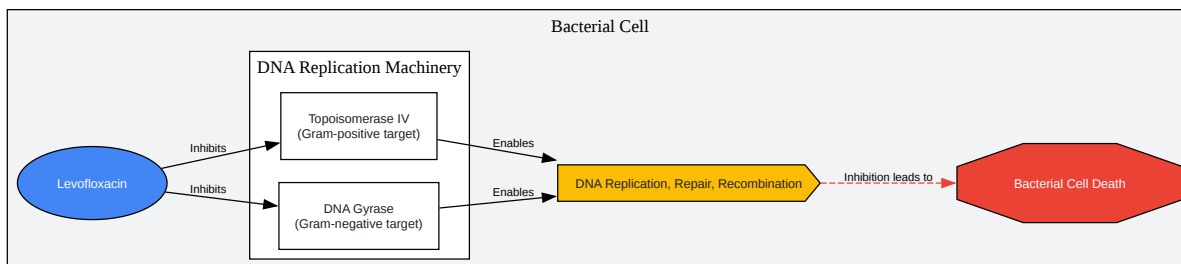 Bacterial Cell
DNA Replication Machinery
Topoisomerase IV
(Gram-positive target)
Inhibits
Enables
Levofloxacin
DNA Replication, Repair, Recombination
Inhibition leads to
Bacterial Cell Death
Inhibits
Enables
DNA Gyrase
(Gram-negative target)